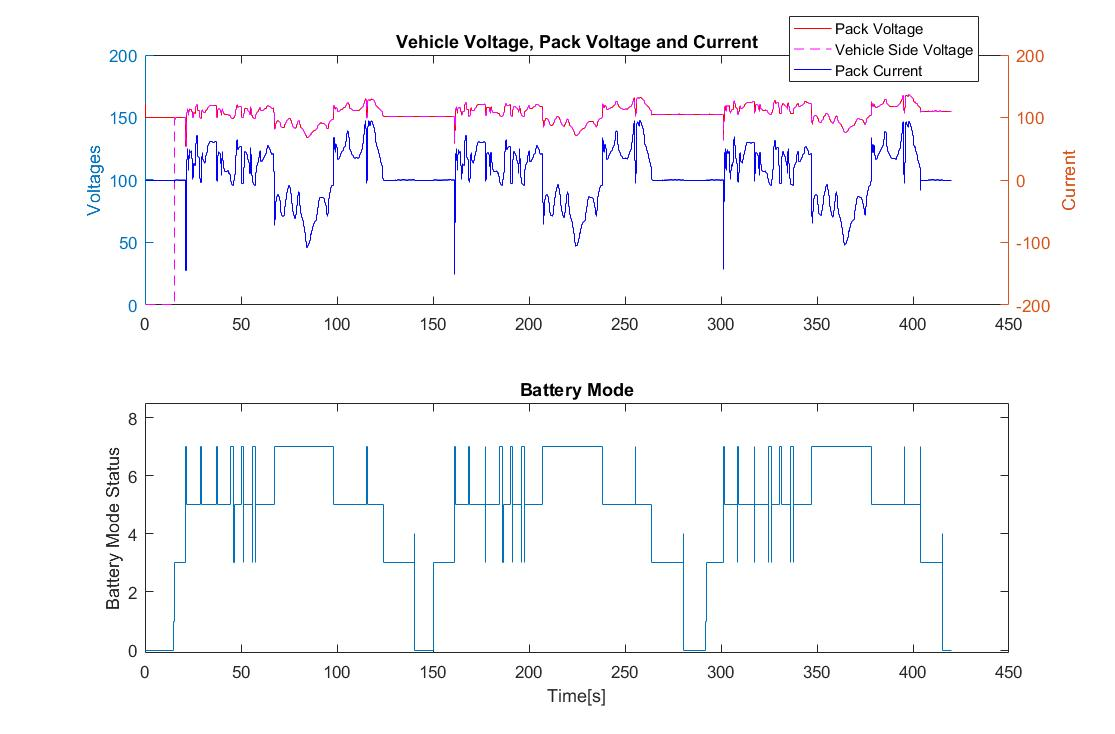 Vehicle Voltage, Pack Voltage and Current
Pack Voltage
Vehicle Side Voltage
Pack Current
200
150
100
50
0
Voltages
200
100
0
-100
-200
Current
0 50 100 150 200 250 300 350 400 450
Battery Mode
8
6
4
2
0
Battery Mode Status
0 50 100 150 200 250 300 350 400 450
Time[s]